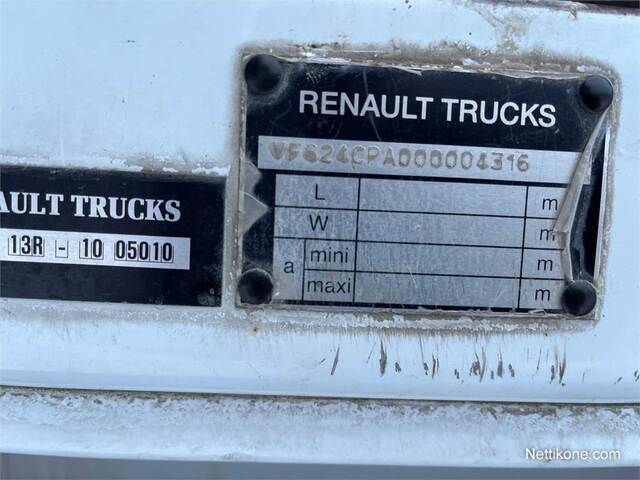 RENAULT TRUCKS
VF624CPA000004316
L m
W m
a mini m
maxi m
AULT TRUCKS
13R - 10 05010
Nettikone.com